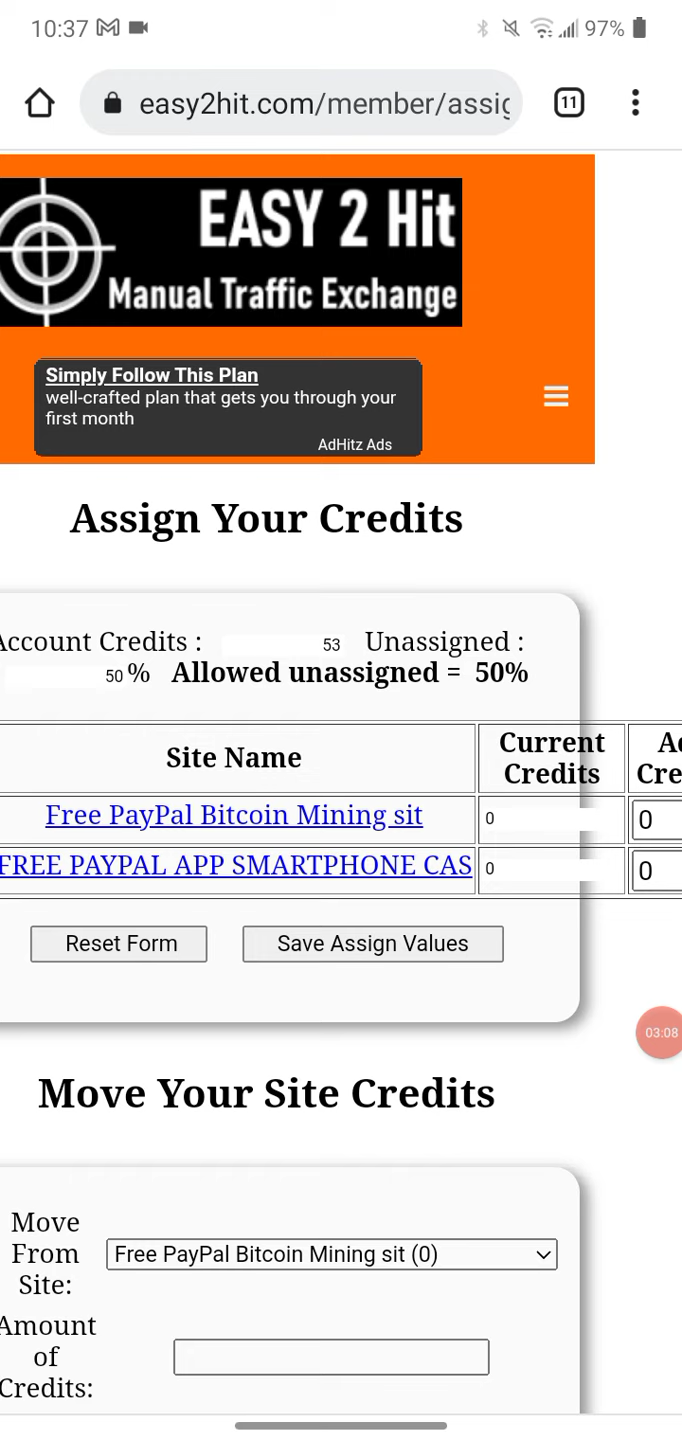 10:37 97%
easy2hit.com/member/assig
11
EASY 2 Hit
Manual Traffic Exchange
Simply Follow This Plan
well-crafted plan that gets you through your
first month
AdHitz Ads
Assign Your Credits
Account Credits : 53 Unassigned :
50 % Allowed unassigned = 50%
Site Name Current Credits Ad Cre
Free PayPal Bitcoin Mining sit 0 0
FREE PAYPAL APP SMARTPHONE CAS 0 0
Reset Form Save Assign Values
03:08
Move Your Site Credits
Move
From
Site:
Free PayPal Bitcoin Mining sit (0)
Amount
of
Credits: